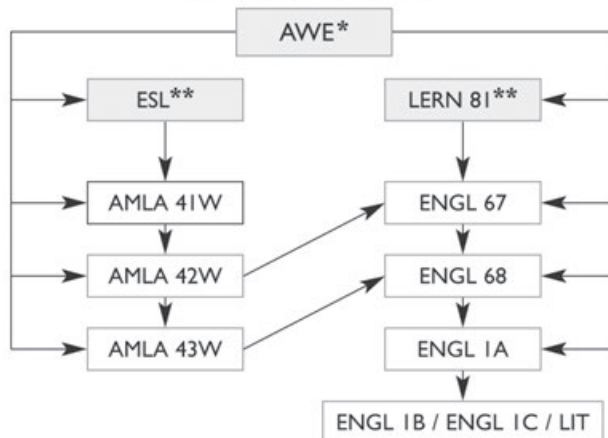 AWE*
ESL**
LERN 81**
AMLA 41W
ENGL 67
AMLA 42W
ENGL 68
AMLA 43W
ENGL 1A
ENGL 1B / ENGL 1C / LIT